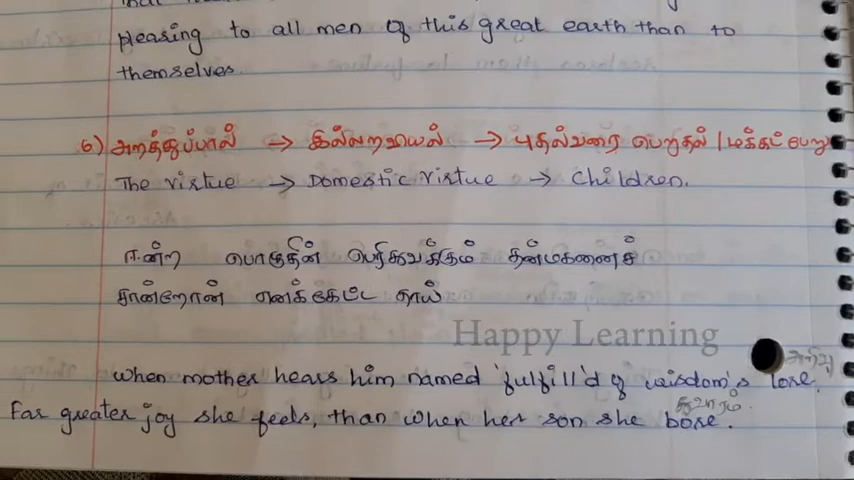 pleasing to all men of this great earth than to
themselves.
6) அறத்துப்பால் → இல்லறவியல் → புதல்வரை பெறுதல் / மக்கட்பேறு
The virtue → Domestic virtue → Children.
ஈன்ற பொழுதின் பெரிதுவக்கும் தன்மகனைச்
சான்றோன் எனக்கேட்ட தாய்
Happy Learning
அறிவு
When mother hears him named 'fulfill'd of wisdom's lore,
Far greater joy she feels, than when her son she bore.